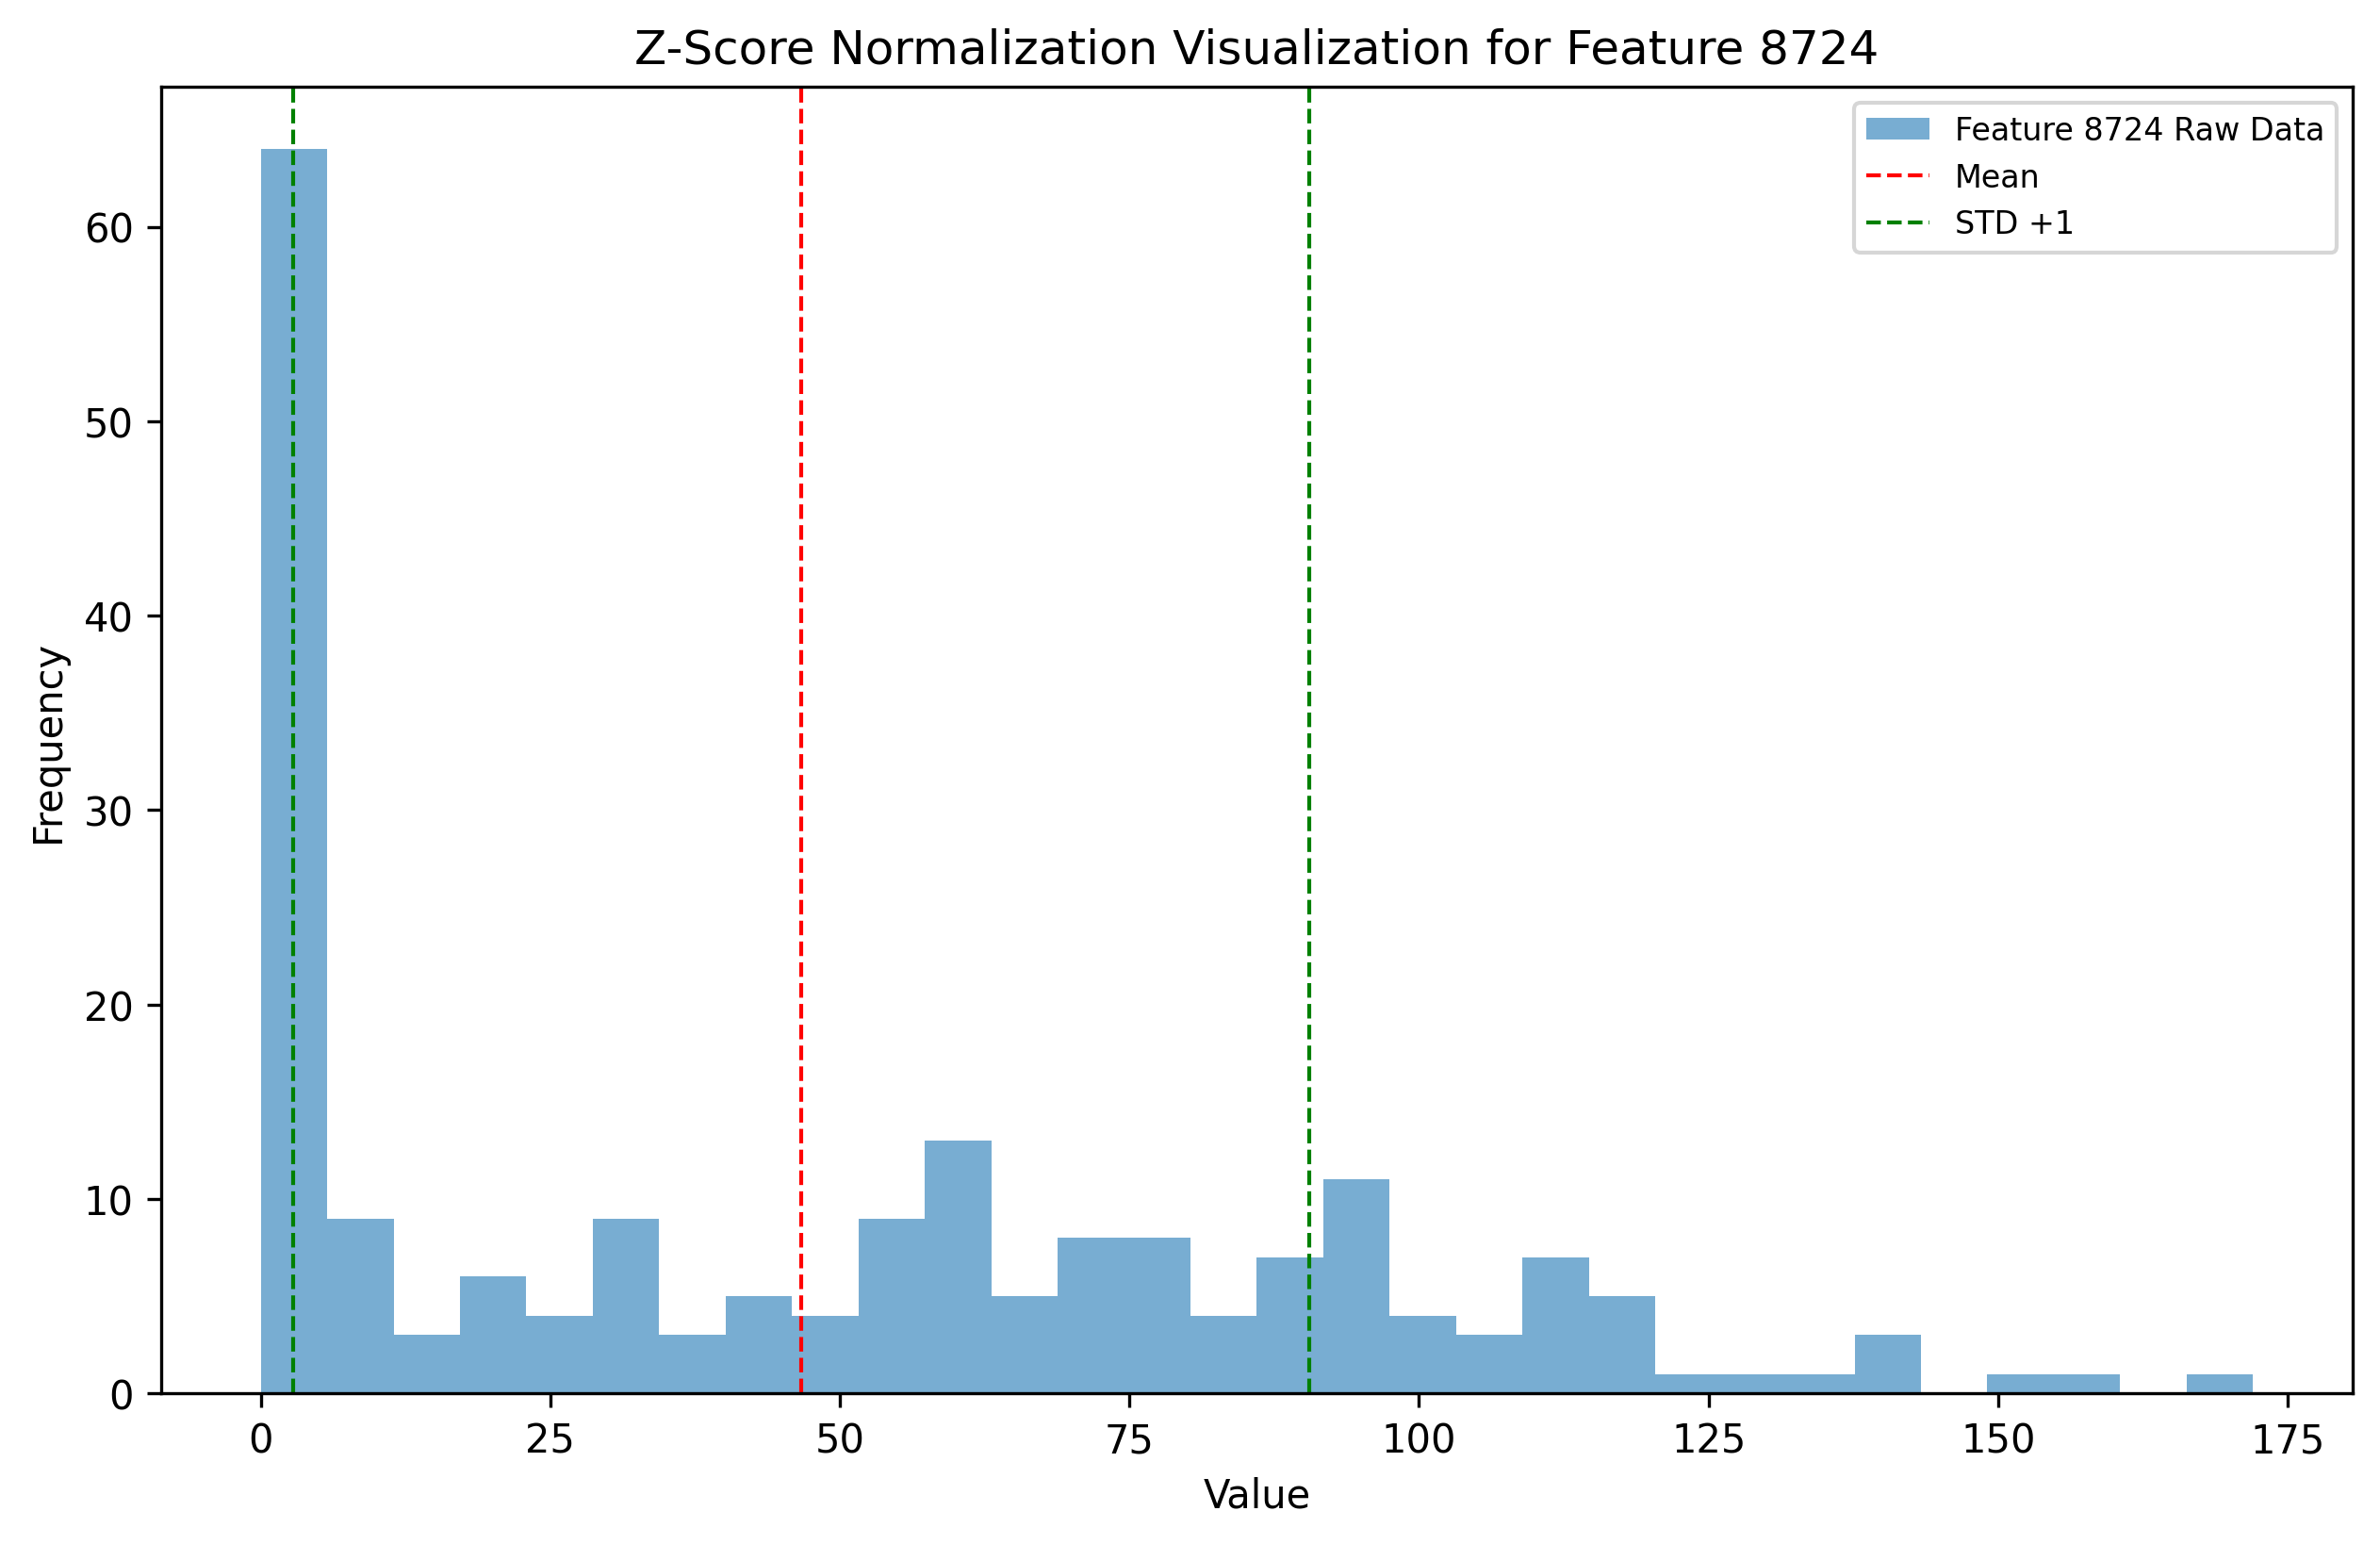 Z-Score Normalization Visualization for Feature 8724
Feature 8724 Raw Data
Mean
STD +1
Frequency
60
50
40
30
20
10
0
0 25 50 75 100 125 150 175
Value